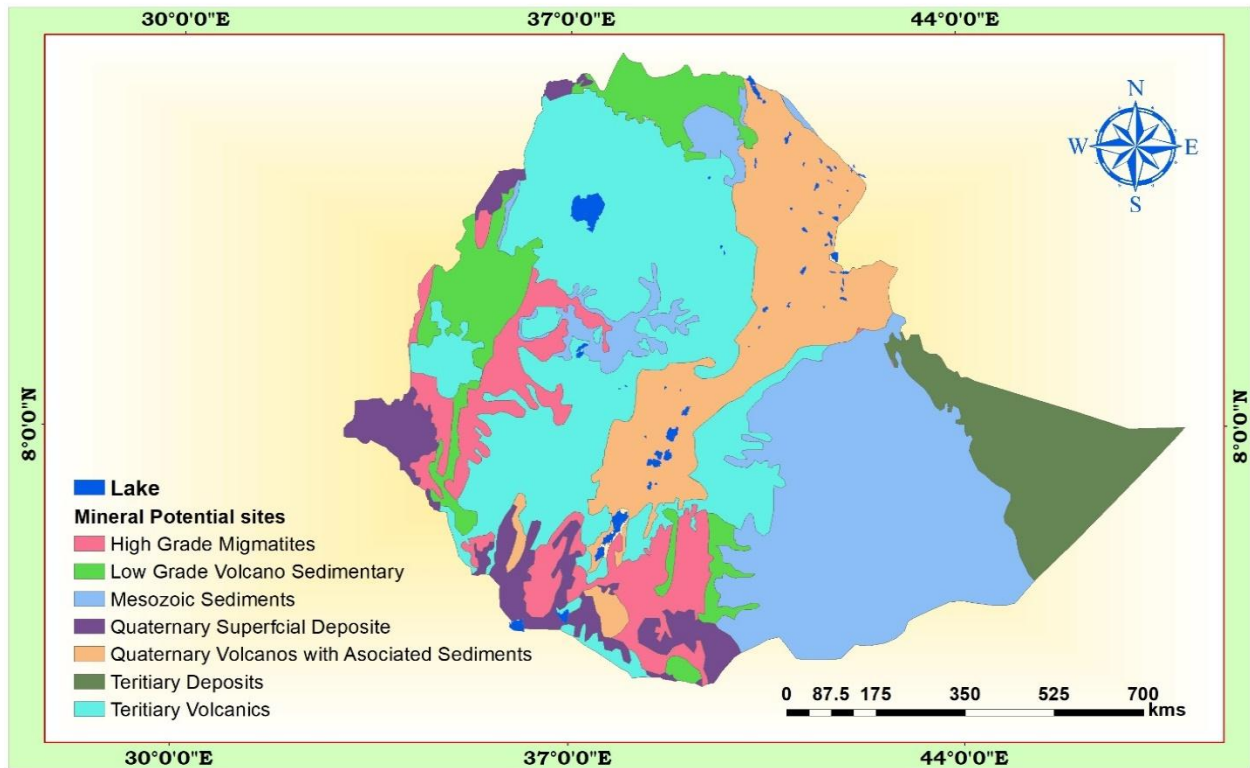 30°0'0"E 37°0'0"E 44°0'0"E
N
W E
S
8°0'0"N 8°0'0"N
Lake
Mineral Potential sites
High Grade Migmatites
Low Grade Volcano Sedimentary
Mesozoic Sediments
Quaternary Superfcial Deposite
Quaternary Volcanos with Asociated Sediments
Teritiary Deposits
Teritiary Volcanics
0 87.5 175 350 525 700
kms
30°0'0"E 37°0'0"E 44°0'0"E